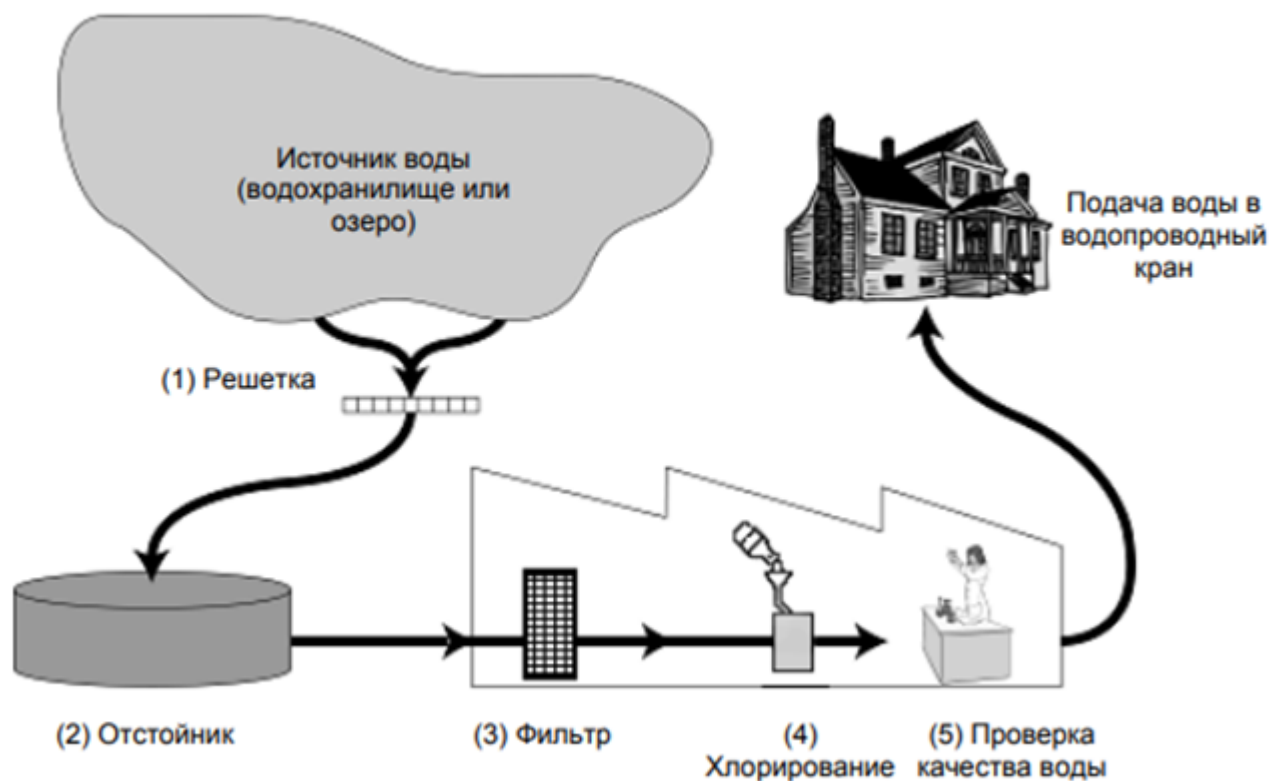 Источник воды
(водохранилище или
озеро)
Подача воды в
водопроводный
кран
(1) Решетка
(2) Отстойник
(3) Фильтр
(4)
Хлорирование
(5) Проверка
качества воды